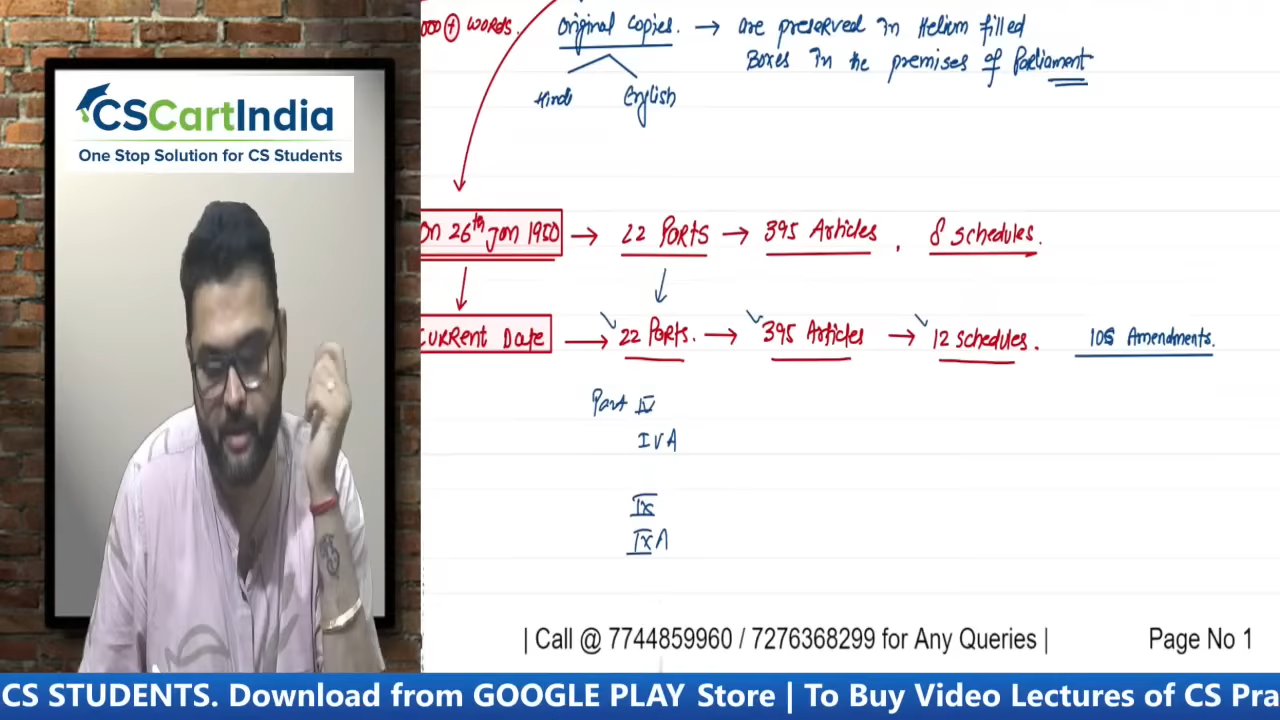 000 + WORDS.
Original Copies. → are preserved in Helium filled
Boxes in the premises of Parliament
Hindi English
CSCartIndia
One Stop Solution for CS Students
On 26th Jan 1950 → 22 PARTS → 395 Articles . 8 schedules.
CURRENT DATE → 22 PARTS. → 395 Articles → 12 schedules. 105 Amendments.
Part IV
IVA
IX
IXA
| Call @ 7744859960 / 7276368299 for Any Queries | Page No 1
CS STUDENTS. Download from GOOGLE PLAY Store | To Buy Video Lectures of CS Pra